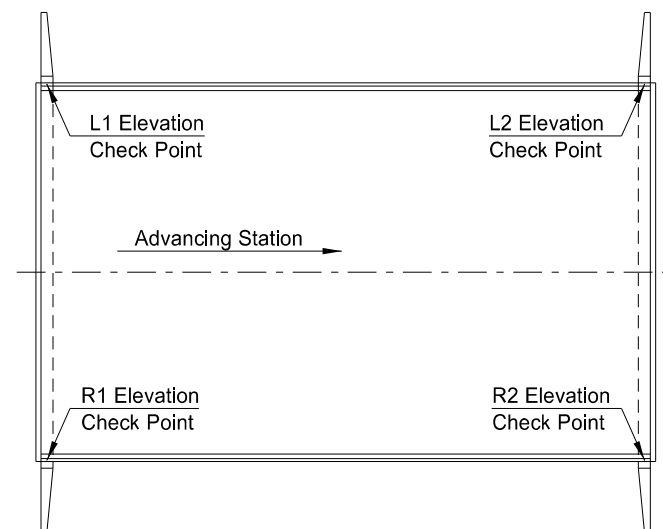 L1 Elevation
Check Point
L2 Elevation
Check Point
Advancing Station
R1 Elevation
Check Point
R2 Elevation
Check Point